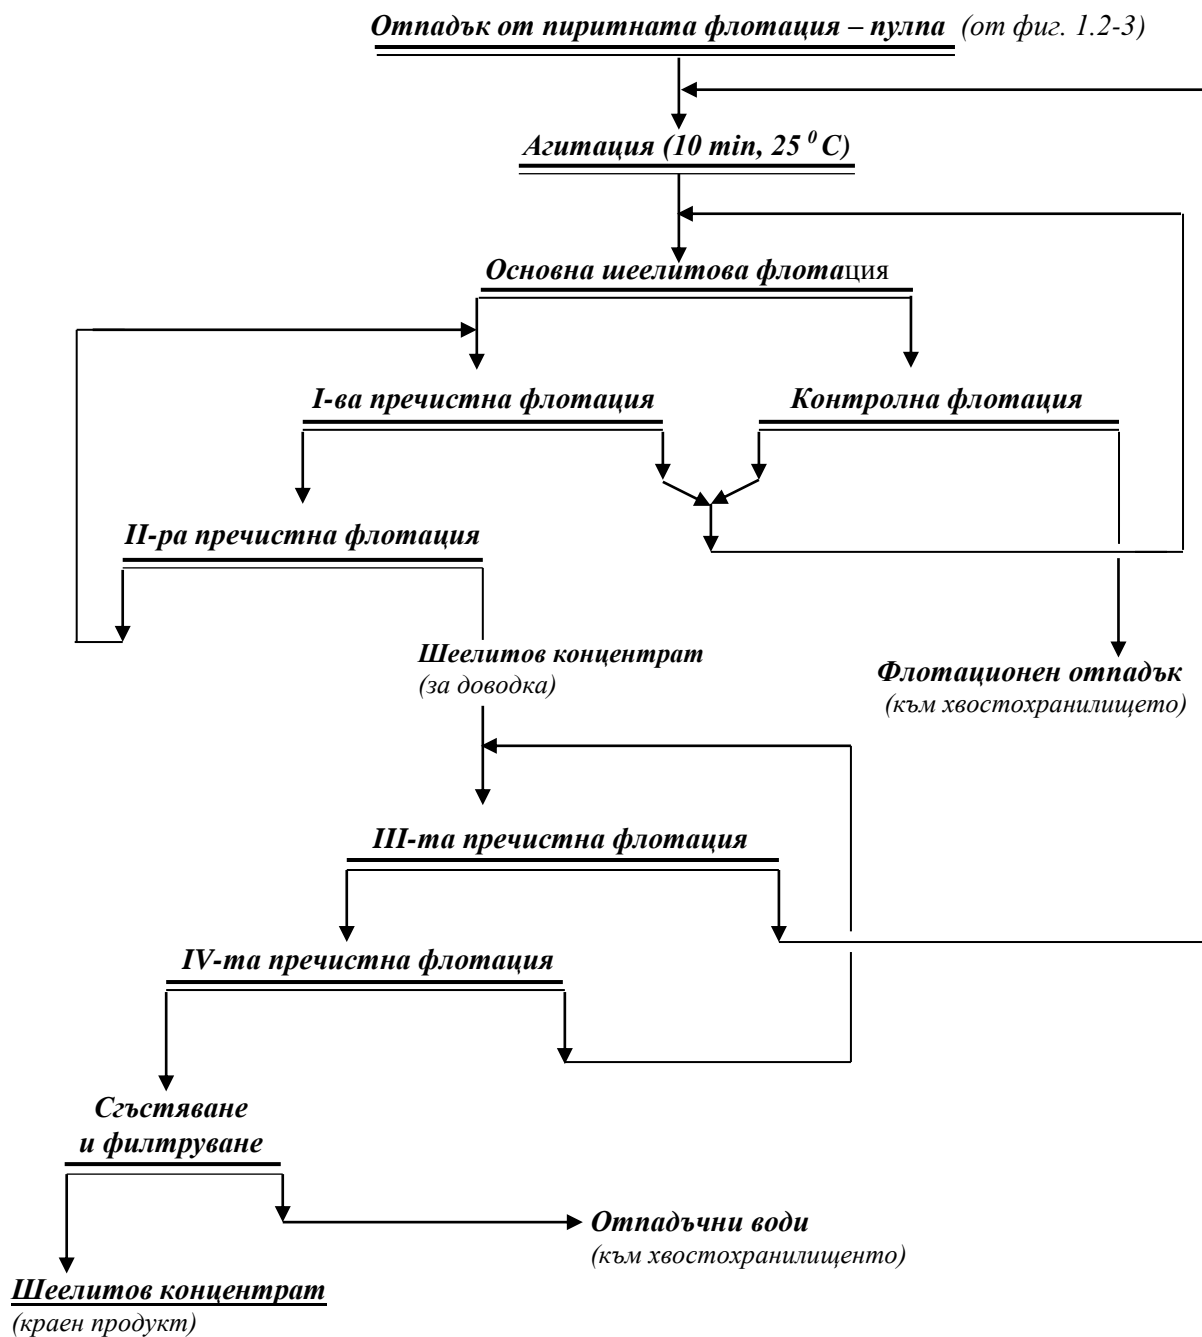 Отпадък от пиритната флотация – пулпа (от фиг. 1.2-3)
Агитация (10 min, 25 ⁰ C)
Основна шеелитова флотация
I-ва пречистна флотация
Контролна флотация
II-ра пречистна флотация
Шеелитов концентрат
(за доводка)
Флотационен отпадък
(към хвостохранилището)
III-та пречистна флотация
IV-та пречистна флотация
Сгъстяване
и филтруване
Отпадъчни води
(към хвостохранилищенто)
Шеелитов концентрат
(краен продукт)